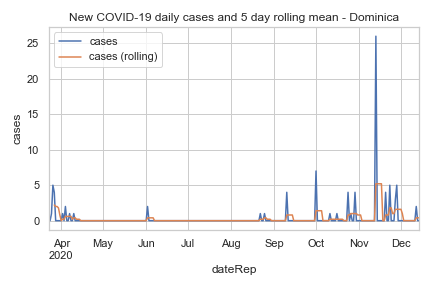 New COVID-19 daily cases and 5 day rolling mean - Dominica
cases
cases (rolling)
25
20
15
10
5
0
cases
Apr May Jun Jul Aug Sep Oct Nov Dec
2020
dateRep